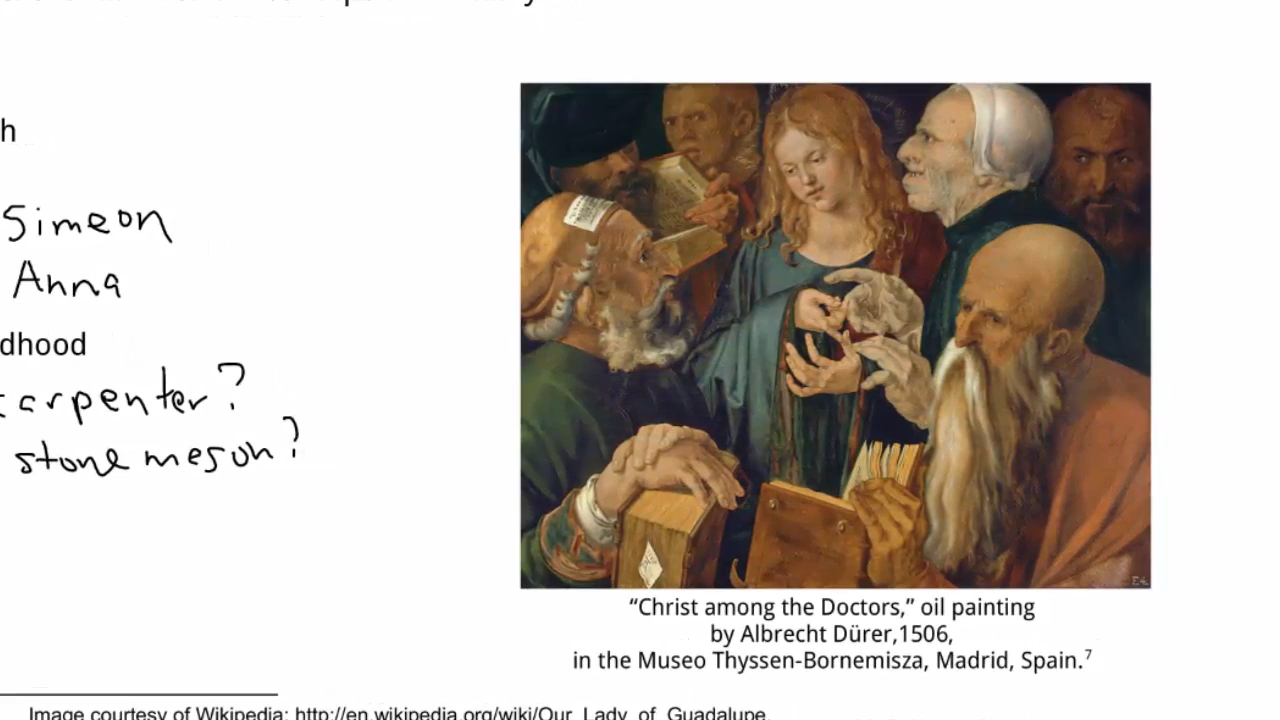 h
Simeon
Anna
dhood
carpenter?
stone meson?
“Christ among the Doctors,” oil painting
by Albrecht Dürer,1506,
in the Museo Thyssen-Bornemisza, Madrid, Spain.⁷
Image courtesy of Wikipedia: http://en.wikipedia.org/wiki/Our_Lady_of_Guadalupe.